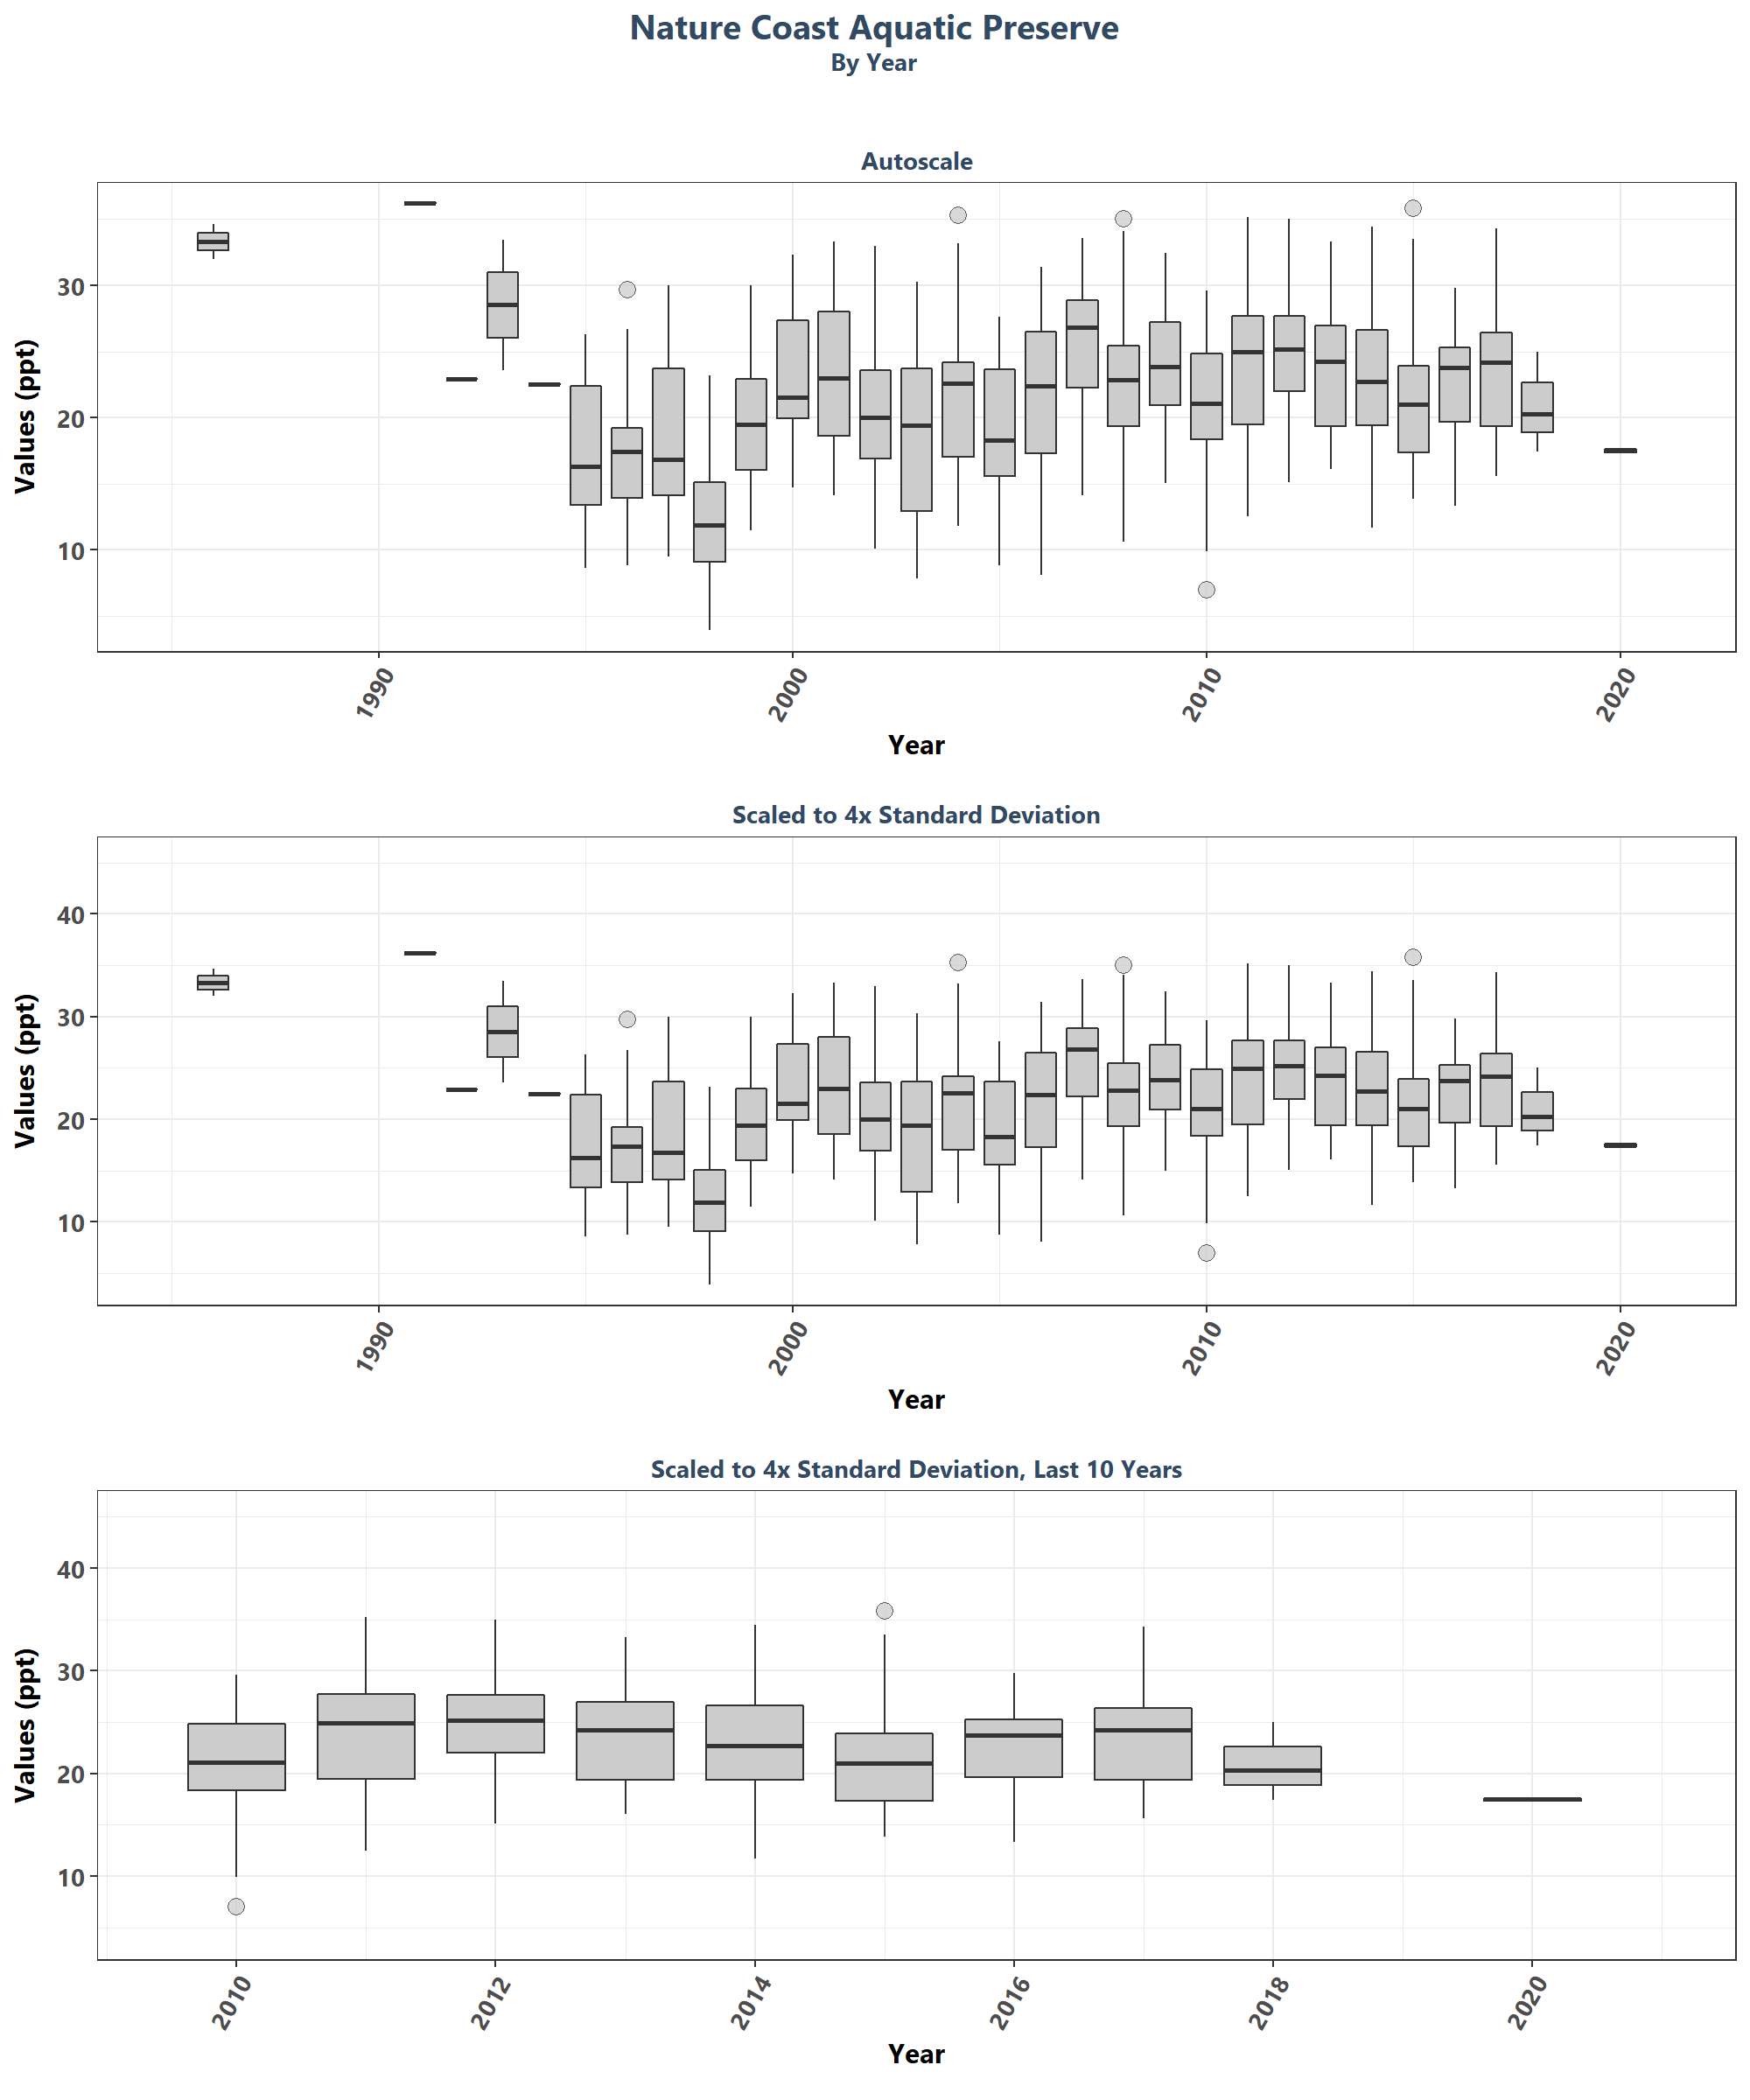 Nature Coast Aquatic Preserve
By Year
Autoscale
Values (ppt)
30
20
10
1990
2000
2010
2020
Year
Scaled to 4x Standard Deviation
Values (ppt)
40
30
20
10
1990
2000
2010
2020
Year
Scaled to 4x Standard Deviation, Last 10 Years
Values (ppt)
40
30
20
10
2010
2012
2014
2016
2018
2020
Year